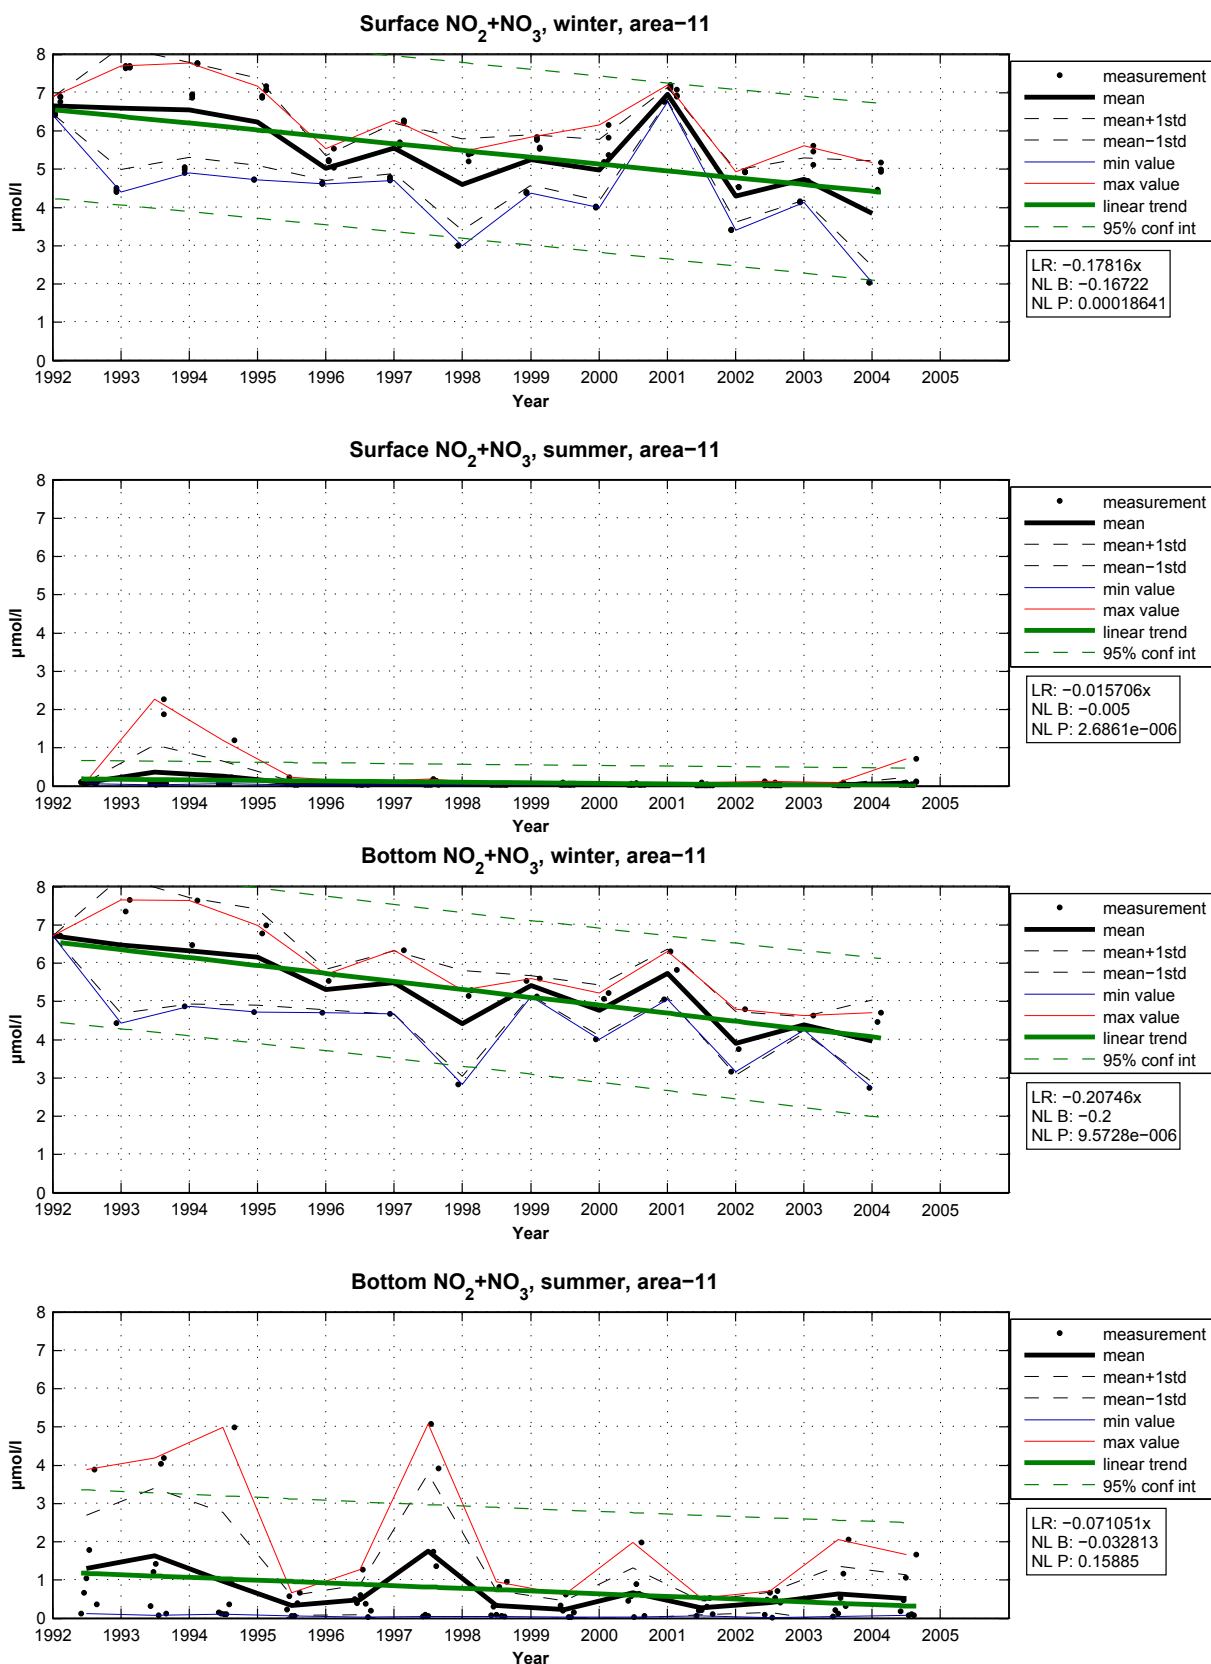 Surface NO2+NO3, winter, area−11
8
7
6
5
4
3
2
1
0
µmol/l
1992 1993 1994 1995 1996 1997 1998 1999 2000 2001 2002 2003 2004 2005
Year
measurement
mean
mean+1std
mean−1std
min value
max value
linear trend
95% conf int
LR: −0.17816x
NL B: −0.16722
NL P: 0.00018641
Surface NO2+NO3, summer, area−11
8
7
6
5
4
3
2
1
0
µmol/l
1992 1993 1994 1995 1996 1997 1998 1999 2000 2001 2002 2003 2004 2005
Year
measurement
mean
mean+1std
mean−1std
min value
max value
linear trend
95% conf int
LR: −0.015706x
NL B: −0.005
NL P: 2.6861e−006
Bottom NO2+NO3, winter, area−11
8
7
6
5
4
3
2
1
0
µmol/l
1992 1993 1994 1995 1996 1997 1998 1999 2000 2001 2002 2003 2004 2005
Year
measurement
mean
mean+1std
mean−1std
min value
max value
linear trend
95% conf int
LR: −0.20746x
NL B: −0.2
NL P: 9.5728e−006
Bottom NO2+NO3, summer, area−11
8
7
6
5
4
3
2
1
0
µmol/l
1992 1993 1994 1995 1996 1997 1998 1999 2000 2001 2002 2003 2004 2005
Year
measurement
mean
mean+1std
mean−1std
min value
max value
linear trend
95% conf int
LR: −0.071051x
NL B: −0.032813
NL P: 0.15885